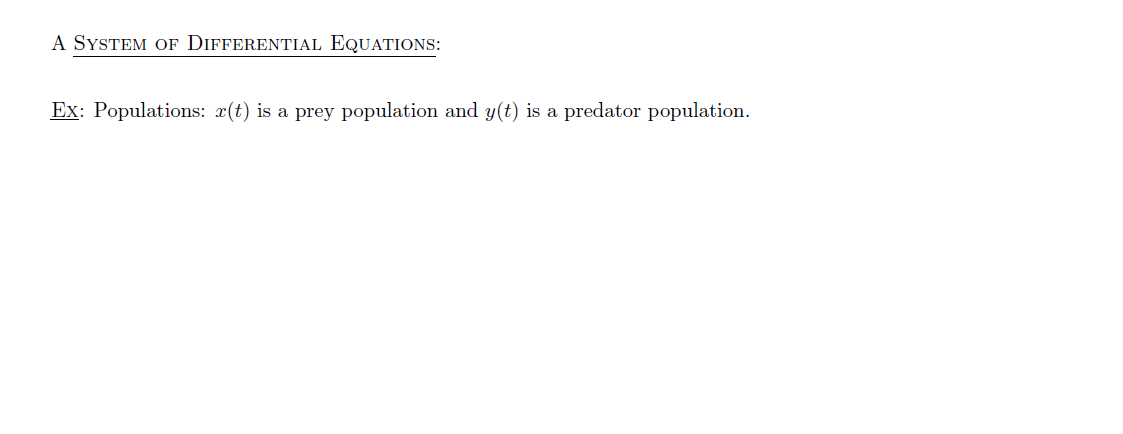 A System of Differential Equations:
Ex: Populations: x(t) is a prey population and y(t) is a predator population.